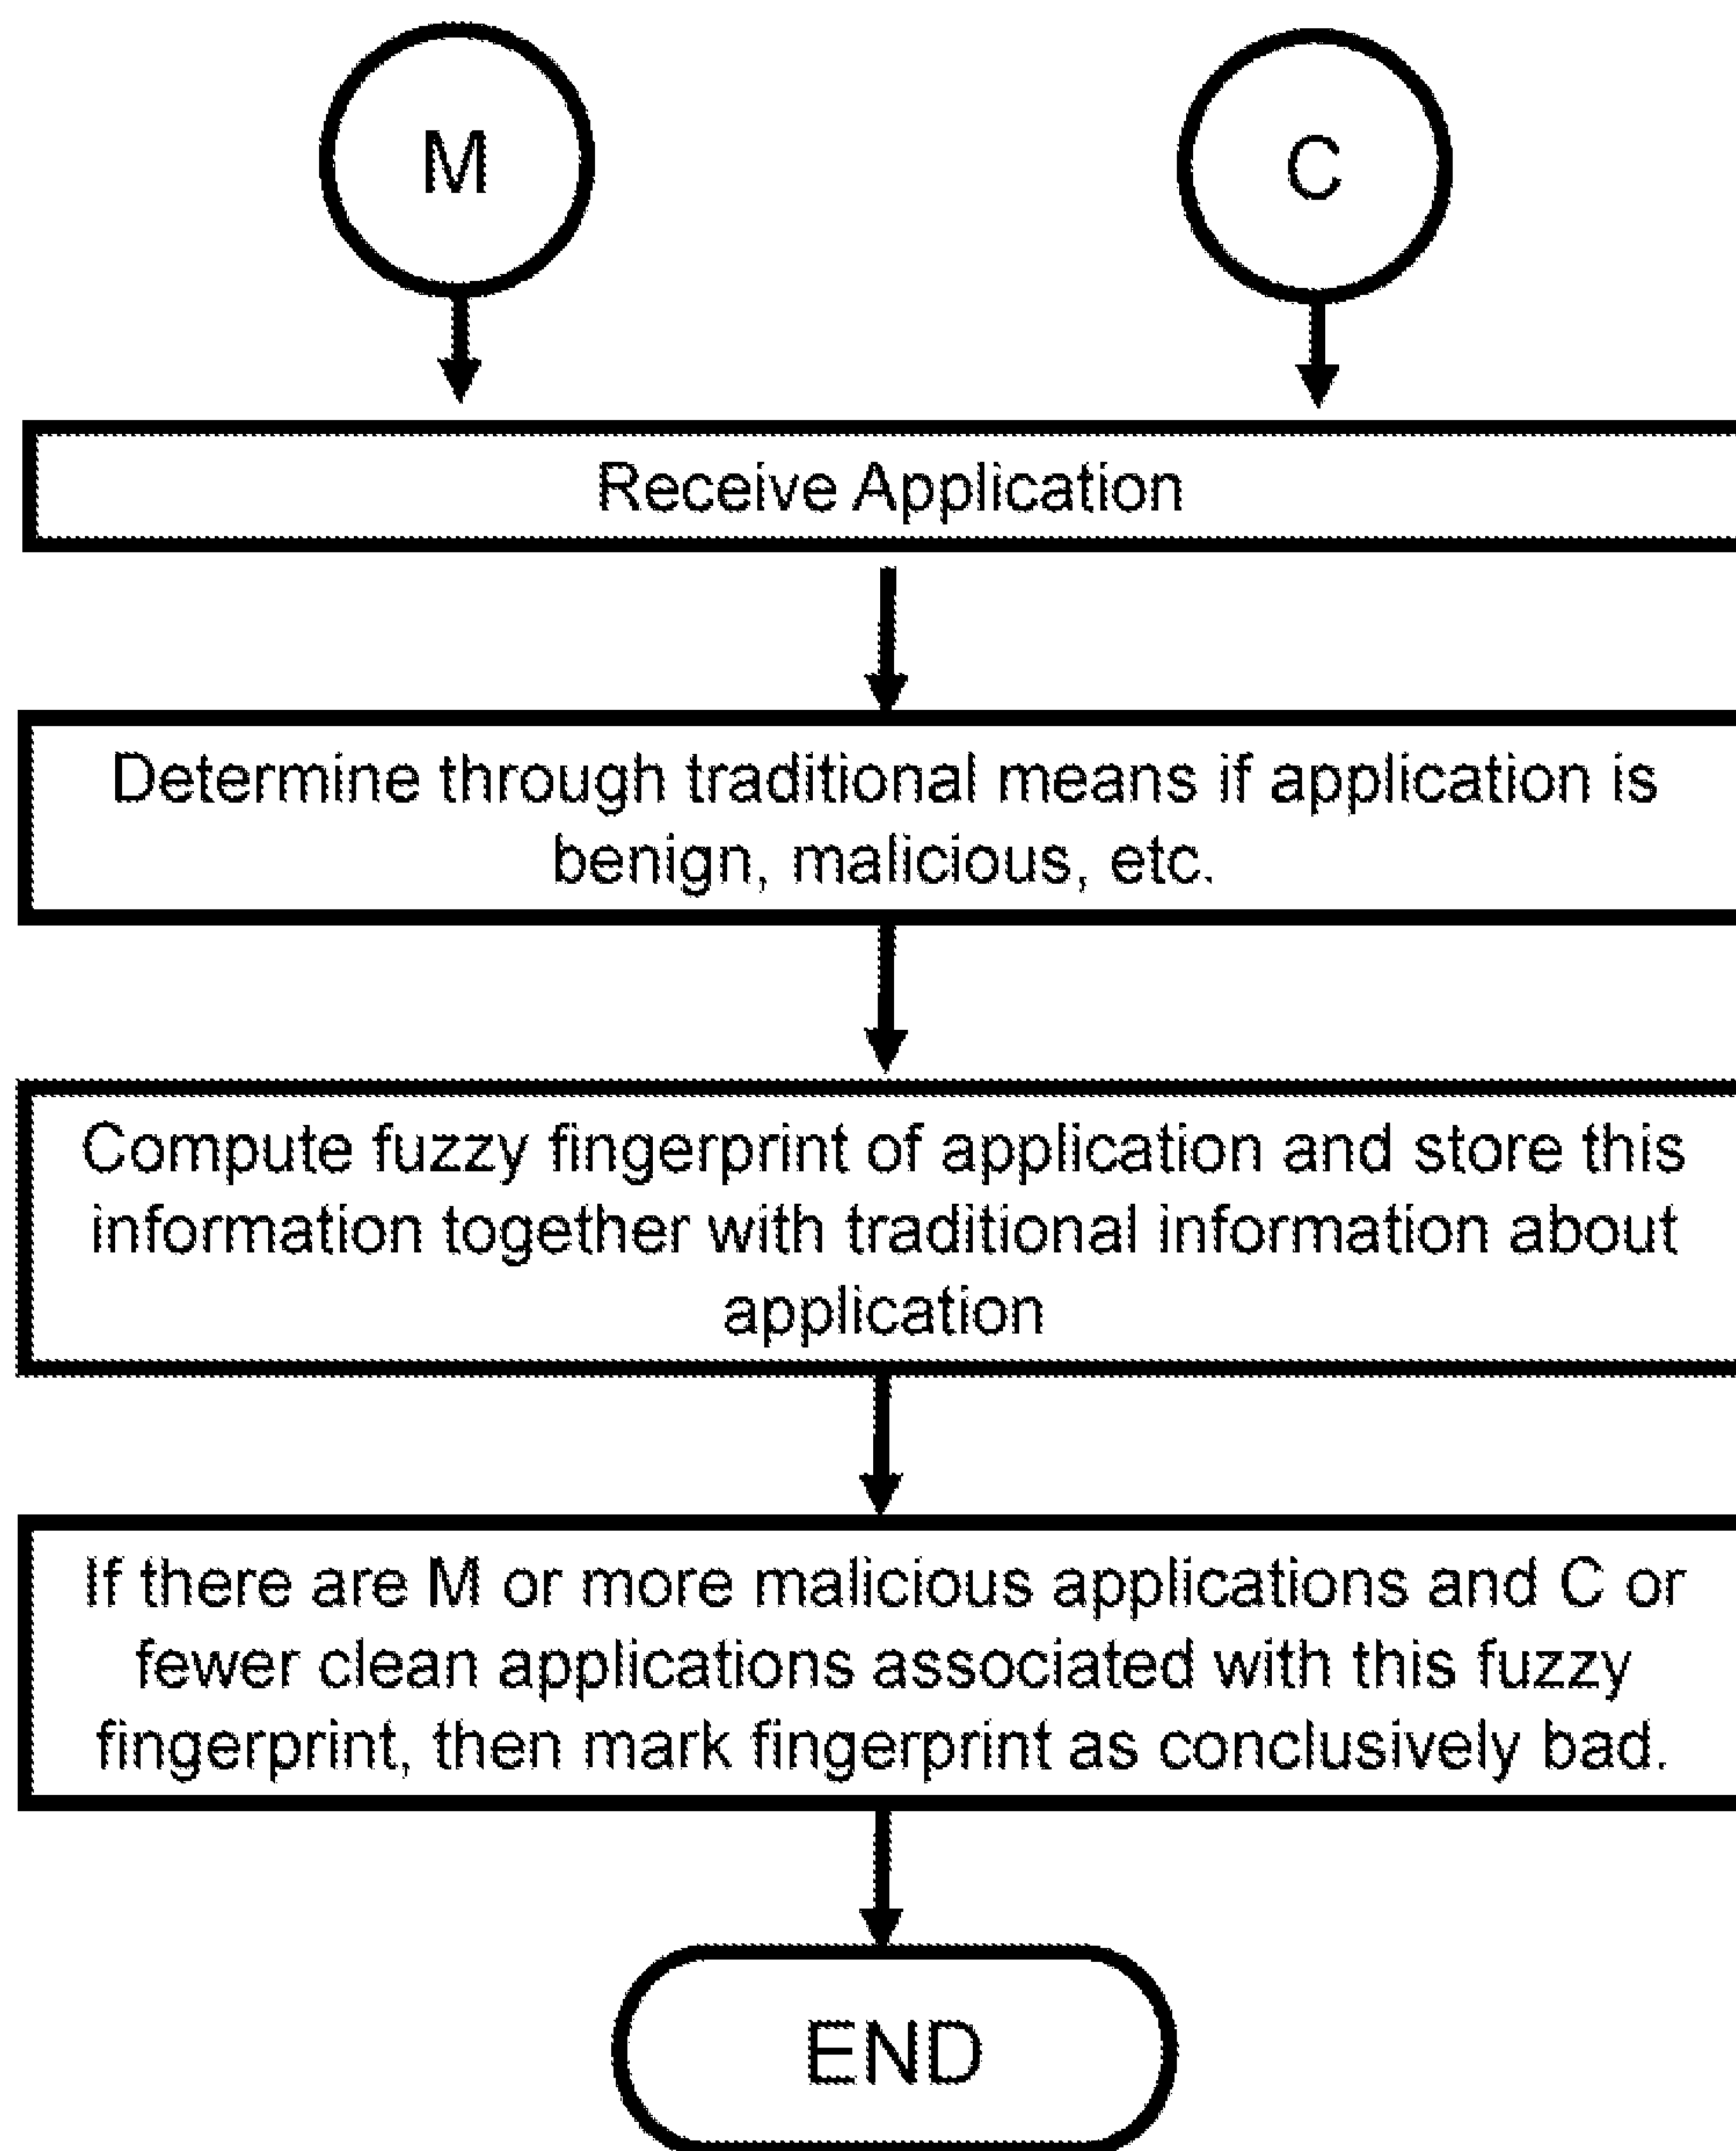 M
C
Receive Application
Determine through traditional means if application is
benign, malicious, etc.
Compute fuzzy fingerprint of application and store this
information together with traditional information about
application
If there are M or more malicious applications and C or
fewer clean applications associated with this fuzzy
fingerprint, then mark fingerprint as conclusively bad.
END